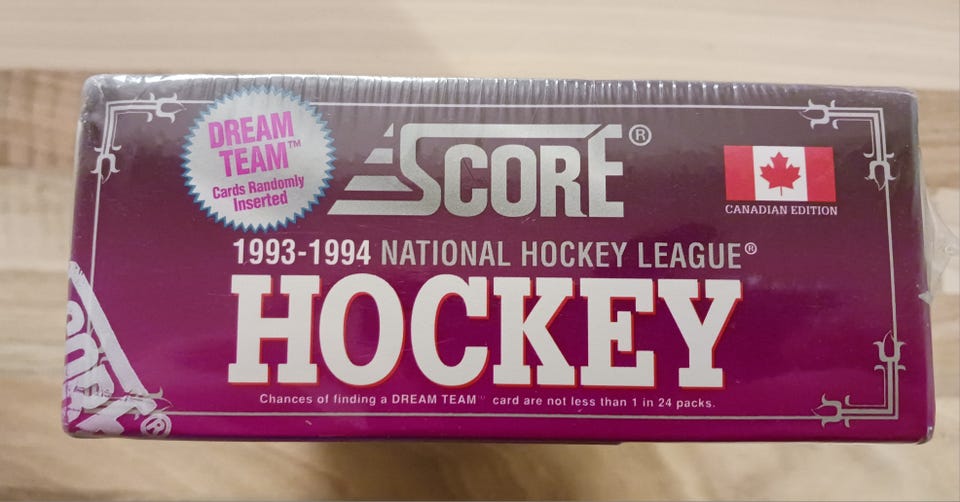 DREAM
TEAM™
Cards Randomly
Inserted
SCORE®
CANADIAN EDITION
1993-1994 NATIONAL HOCKEY LEAGUE®
HOCKEY
Chances of finding a DREAM TEAM™ card are not less than 1 in 24 packs.